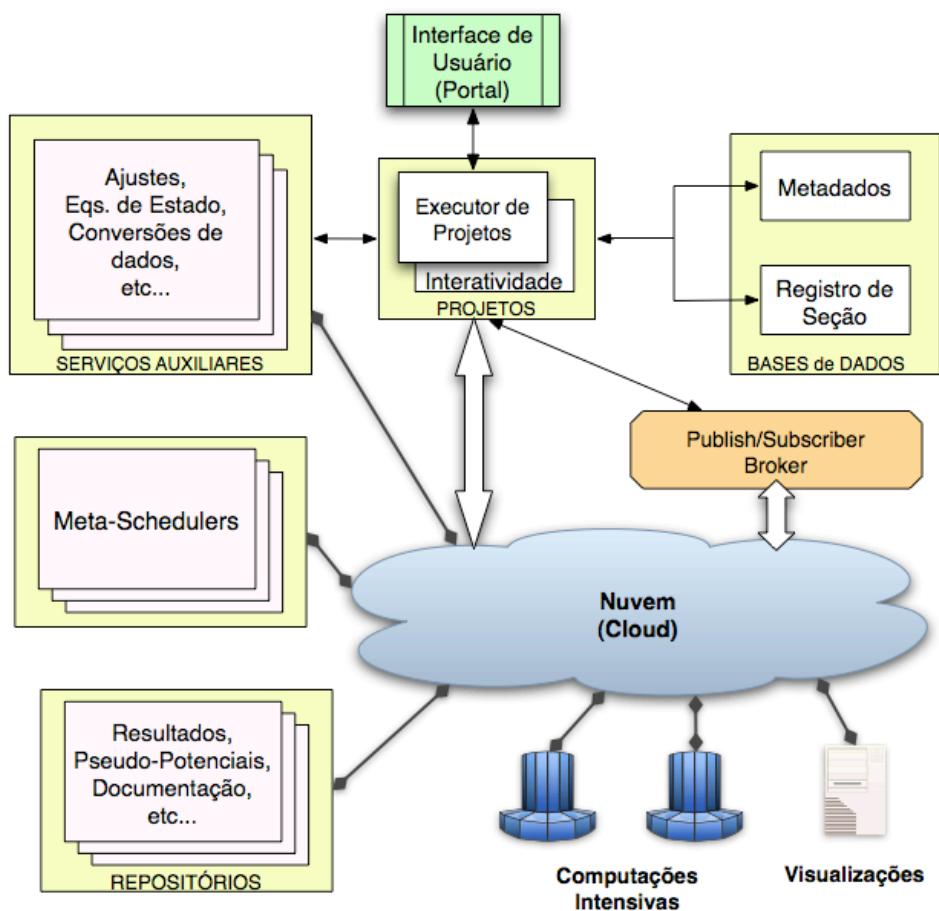 Interface de
Usuário
(Portal)
Ajustes,
Eqs. de Estado,
Conversões de
dados,
etc...
SERVIÇOS AUXILIARES
Executor de
Projetos
Interatividade
PROJETOS
Metadados
Registro de
Seção
BASES de DADOS
Publish/Subscriber
Broker
Meta-Schedulers
Nuvem
(Cloud)
Resultados,
Pseudo-Potenciais,
Documentação,
etc...
REPOSITÓRIOS
Computações
Intensivas
Visualizações